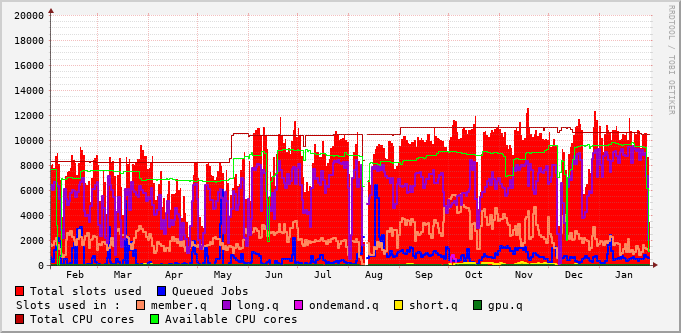 20000
18000
16000
14000
12000
10000
8000
6000
4000
2000
0
Feb Mar Apr May Jun Jul Aug Sep Oct Nov Dec Jan
RRDTOOL / TOBI OETIKER
Total slots used Queued Jobs
Slots used in : member.q long.q ondemand.q short.q gpu.q
Total CPU cores Available CPU cores